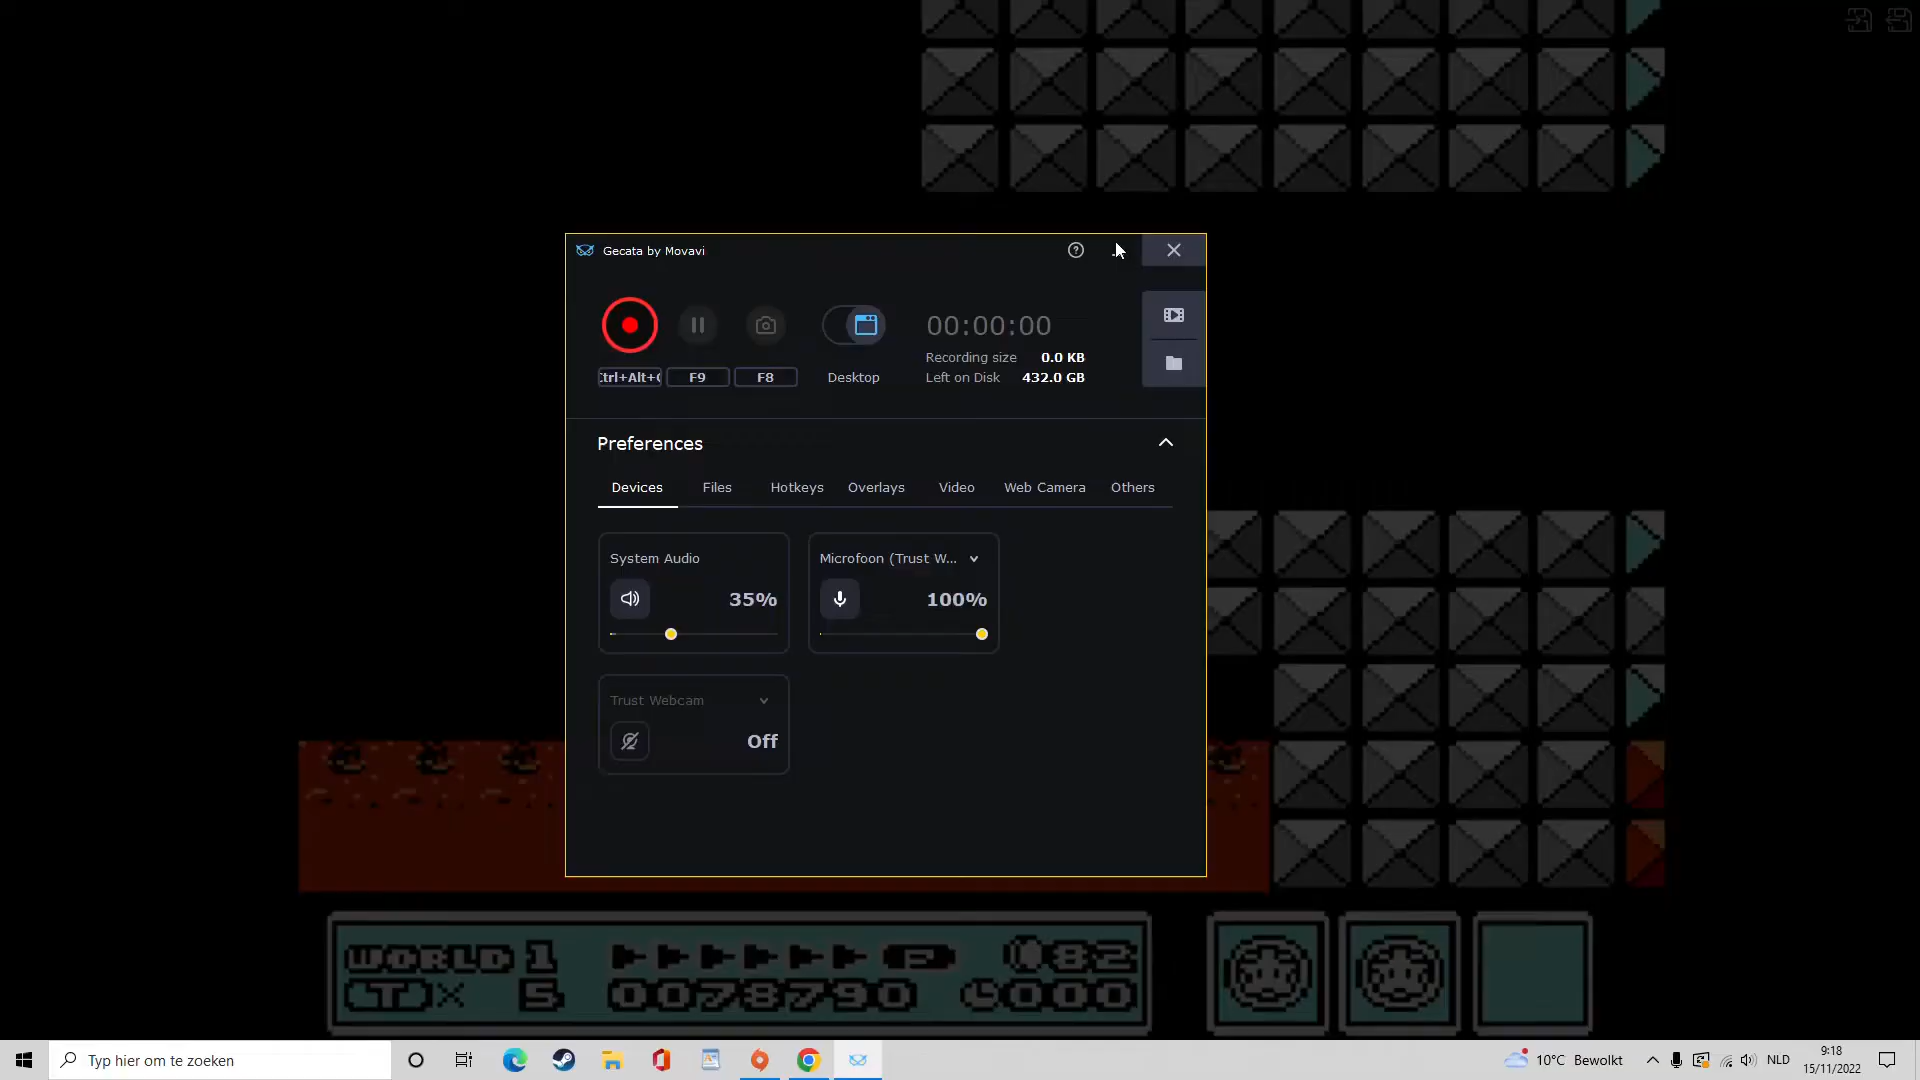 Gecata by Movavi
00:00:00
Recording size 0.0 KB
Left on Disk 432.0 GB
F9
F8
Desktop
Preferences
Devices Files Hotkeys Overlays Video Web Camera Others
System Audio
35%
Microfoon (Trust W...
100%
Trust Webcam
Off
WORLD 1 P 82
T x 5 0078790 000
Typ hier om te zoeken
10°C Bewolkt
NLD
9:18
15/11/2022